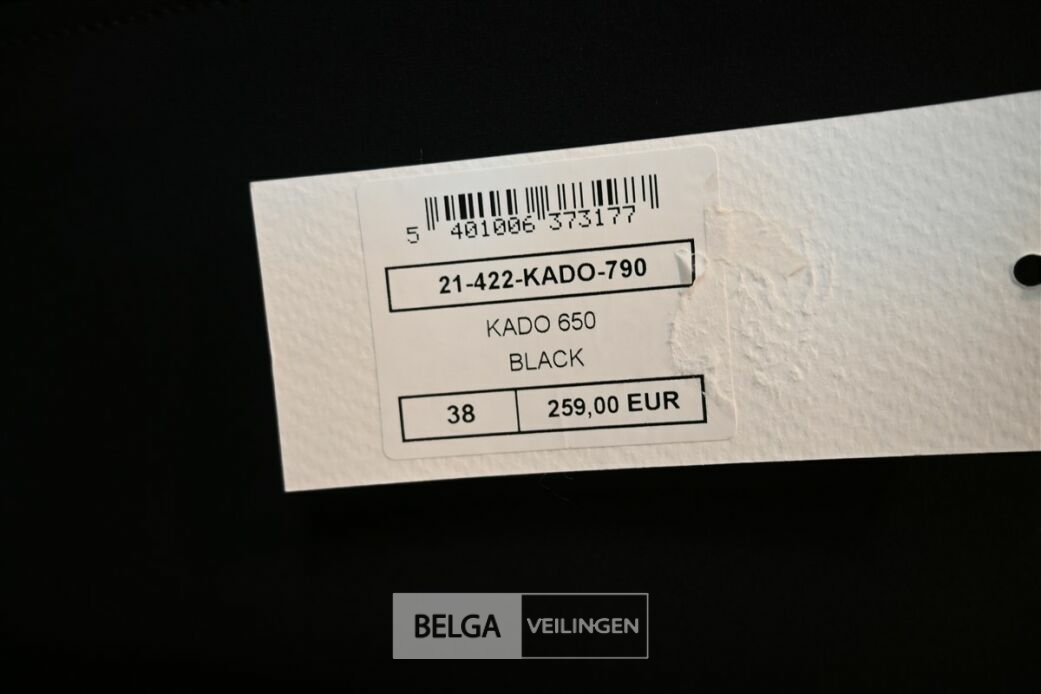 5 401006 373177
21-422-KADO-790
KADO 650
BLACK
38 259,00 EUR
BELGA VEILINGEN